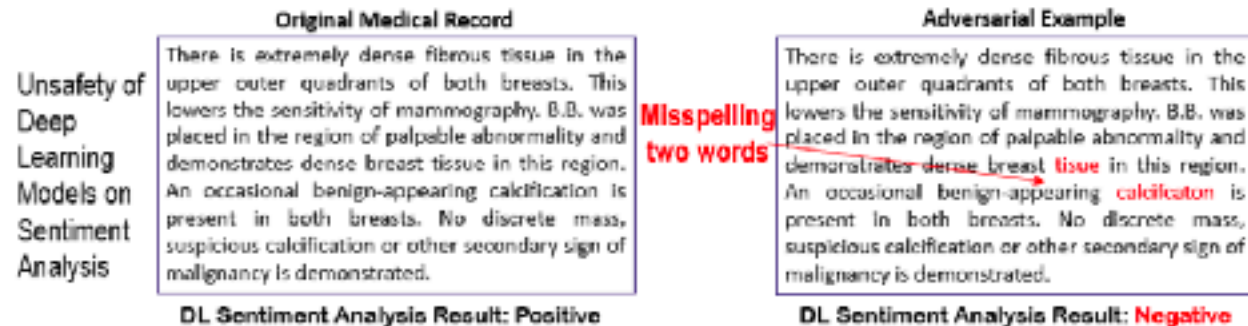 Original Medical Record
Adversarial Example
Unsafety of
Deep
Learning
Models on
Sentiment
Analysis
There is extremely dense fibrous tissue in the
upper outer quadrants of both breasts. This
lowers the sensitivity of mammography. B.B. was
placed in the region of palpable abnormality and
demonstrates dense breast tissue in this region.
An occasional benign-appearing calcification is
present in both breasts. No discrete mass,
suspicious calcification or other secondary sign of
malignancy is demonstrated.
Misspelling
two words
There is extremely dense fibrous tissue in the
upper outer quadrants of both breasts. This
lowers the sensitivity of mammography. B.B. was
placed in the region of palpable abnormality and
demonstrates dense breast tisue in this region.
An occasional benign-appearing calcifcaton is
present in both breasts. No discrete mass,
suspicious calcification or other secondary sign of
malignancy is demonstrated.
DL Sentiment Analysis Result: Positive
DL Sentiment Analysis Result: Negative